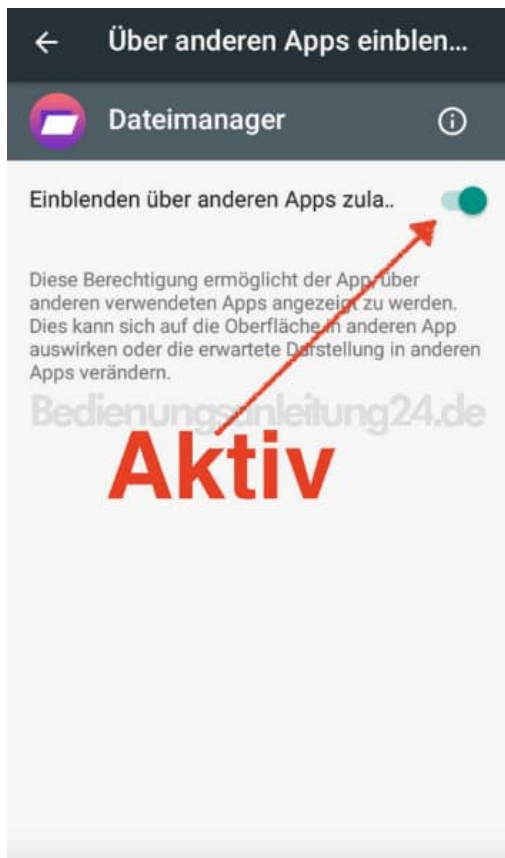 Über anderen Apps einblen...
Dateimanager
Einblenden über anderen Apps zula..
Diese Berechtigung ermöglicht der App, über
anderen verwendeten Apps angezeigt zu werden.
Dies kann sich auf die Oberfläche in anderen App
auswirken oder die erwartete Darstellung in anderen
Apps verändern.
Bedienungsanleitung24.de
Aktiv